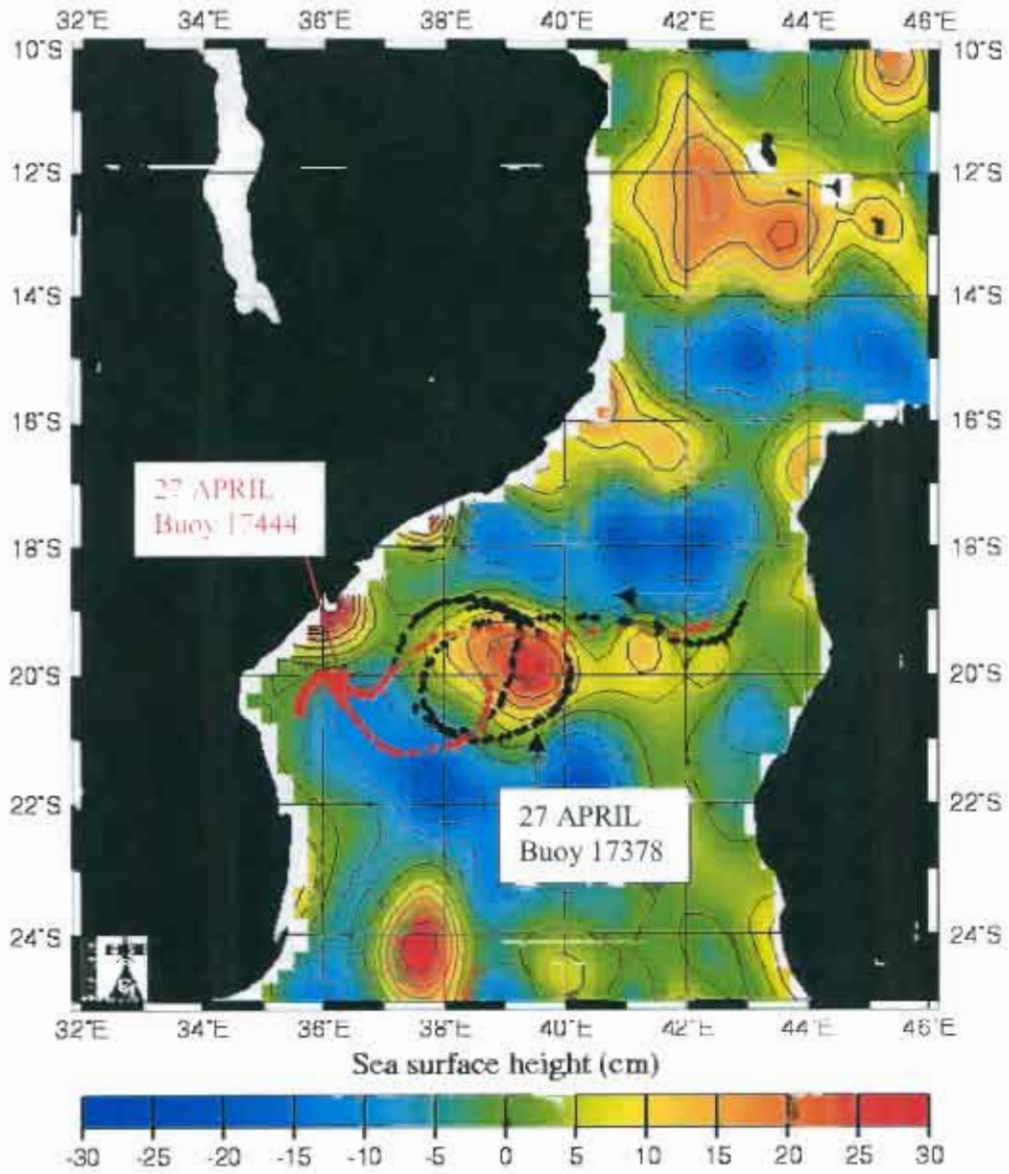 32°E 34°E 36°E 38°E 40°E 42°E 44°E 46°E
10°S 10°S
12°S 12°S
14°S 14°S
16°S 16°S
27 APRIL
Buoy 17444
18°S 18°S
20°S 20°S
22°S 22°S
27 APRIL
Buoy 17378
24°S 24°S
32°E 34°E 36°E 38°E 40°E 42°E 44°E 46°E
Sea surface height (cm)
-30 -25 -20 -15 -10 -5 0 5 10 15 20 25 30